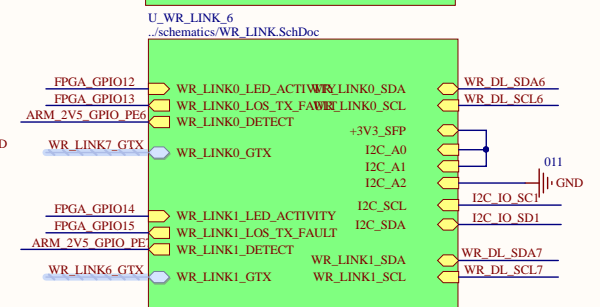 U_WR_LINK_6
../schematics/WR_LINK.SchDoc
FPGA_GPIO12 WR_LINK0_LED_ACTIVITY WR_LINK0_SDA WR_DL_SDA6
FPGA_GPIO13 WR_LINK0_LOS_TX_FAULT WR_LINK0_SCL WR_DL_SCL6
ARM_2V5_GPIO_PE6 WR_LINK0_DETECT
+3V3_SFP
D WR_LINK7_GTX WR_LINK0_GTX I2C_A0
I2C_A1 011
I2C_A2 GND
I2C_SCL I2C_IO_SC1
FPGA_GPIO14 WR_LINK1_LED_ACTIVITY
I2C_SDA I2C_IO_SD1
FPGA_GPIO15 WR_LINK1_LOS_TX_FAULT
ARM_2V5_GPIO_PE7 WR_LINK1_DETECT
WR_LINK1_SDA WR_DL_SDA7
WR_LINK6_GTX WR_LINK1_GTX WR_LINK1_SCL WR_DL_SCL7